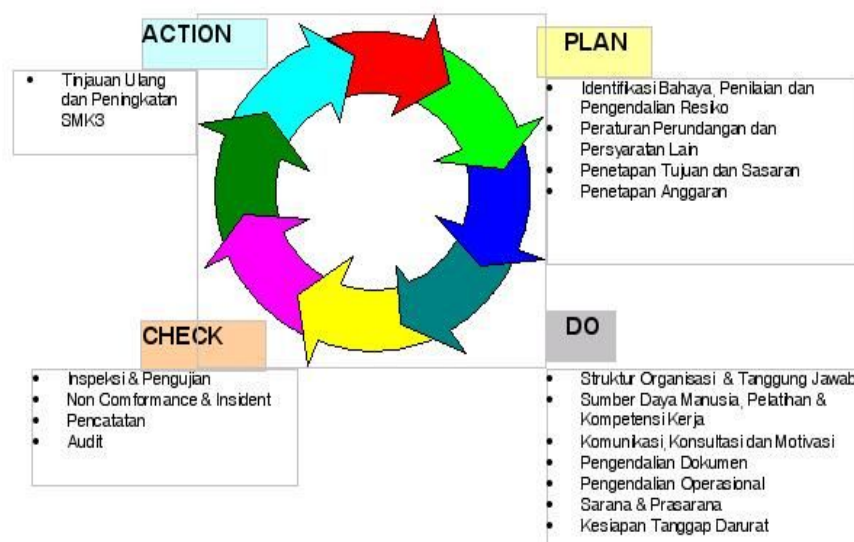 ACTION
Tinjauan Ulang
dan Peningkatan
SMK3
PLAN
Identifikasi Bahaya, Penilaian dan
Pengendalian Resiko
Peraturan Perundangan dan
Persyaratan Lain
Penetapan Tujuan dan Sasaran
Penetapan Anggaran
CHECK
Inspeksi & Pengujian
Non Comformance & Insident
Pencatatan
Audit
DO
Struktur Organisasi & Tanggung Jawab
Sumber Daya Manusia, Pelatihan &
Kompetensi Kerja
Komunikasi, Konsultasi dan Motivasi
Pengendalian Dokumen
Pengendalian Operasional
Sarana & Prasarana
Kesiapan Tanggap Darurat